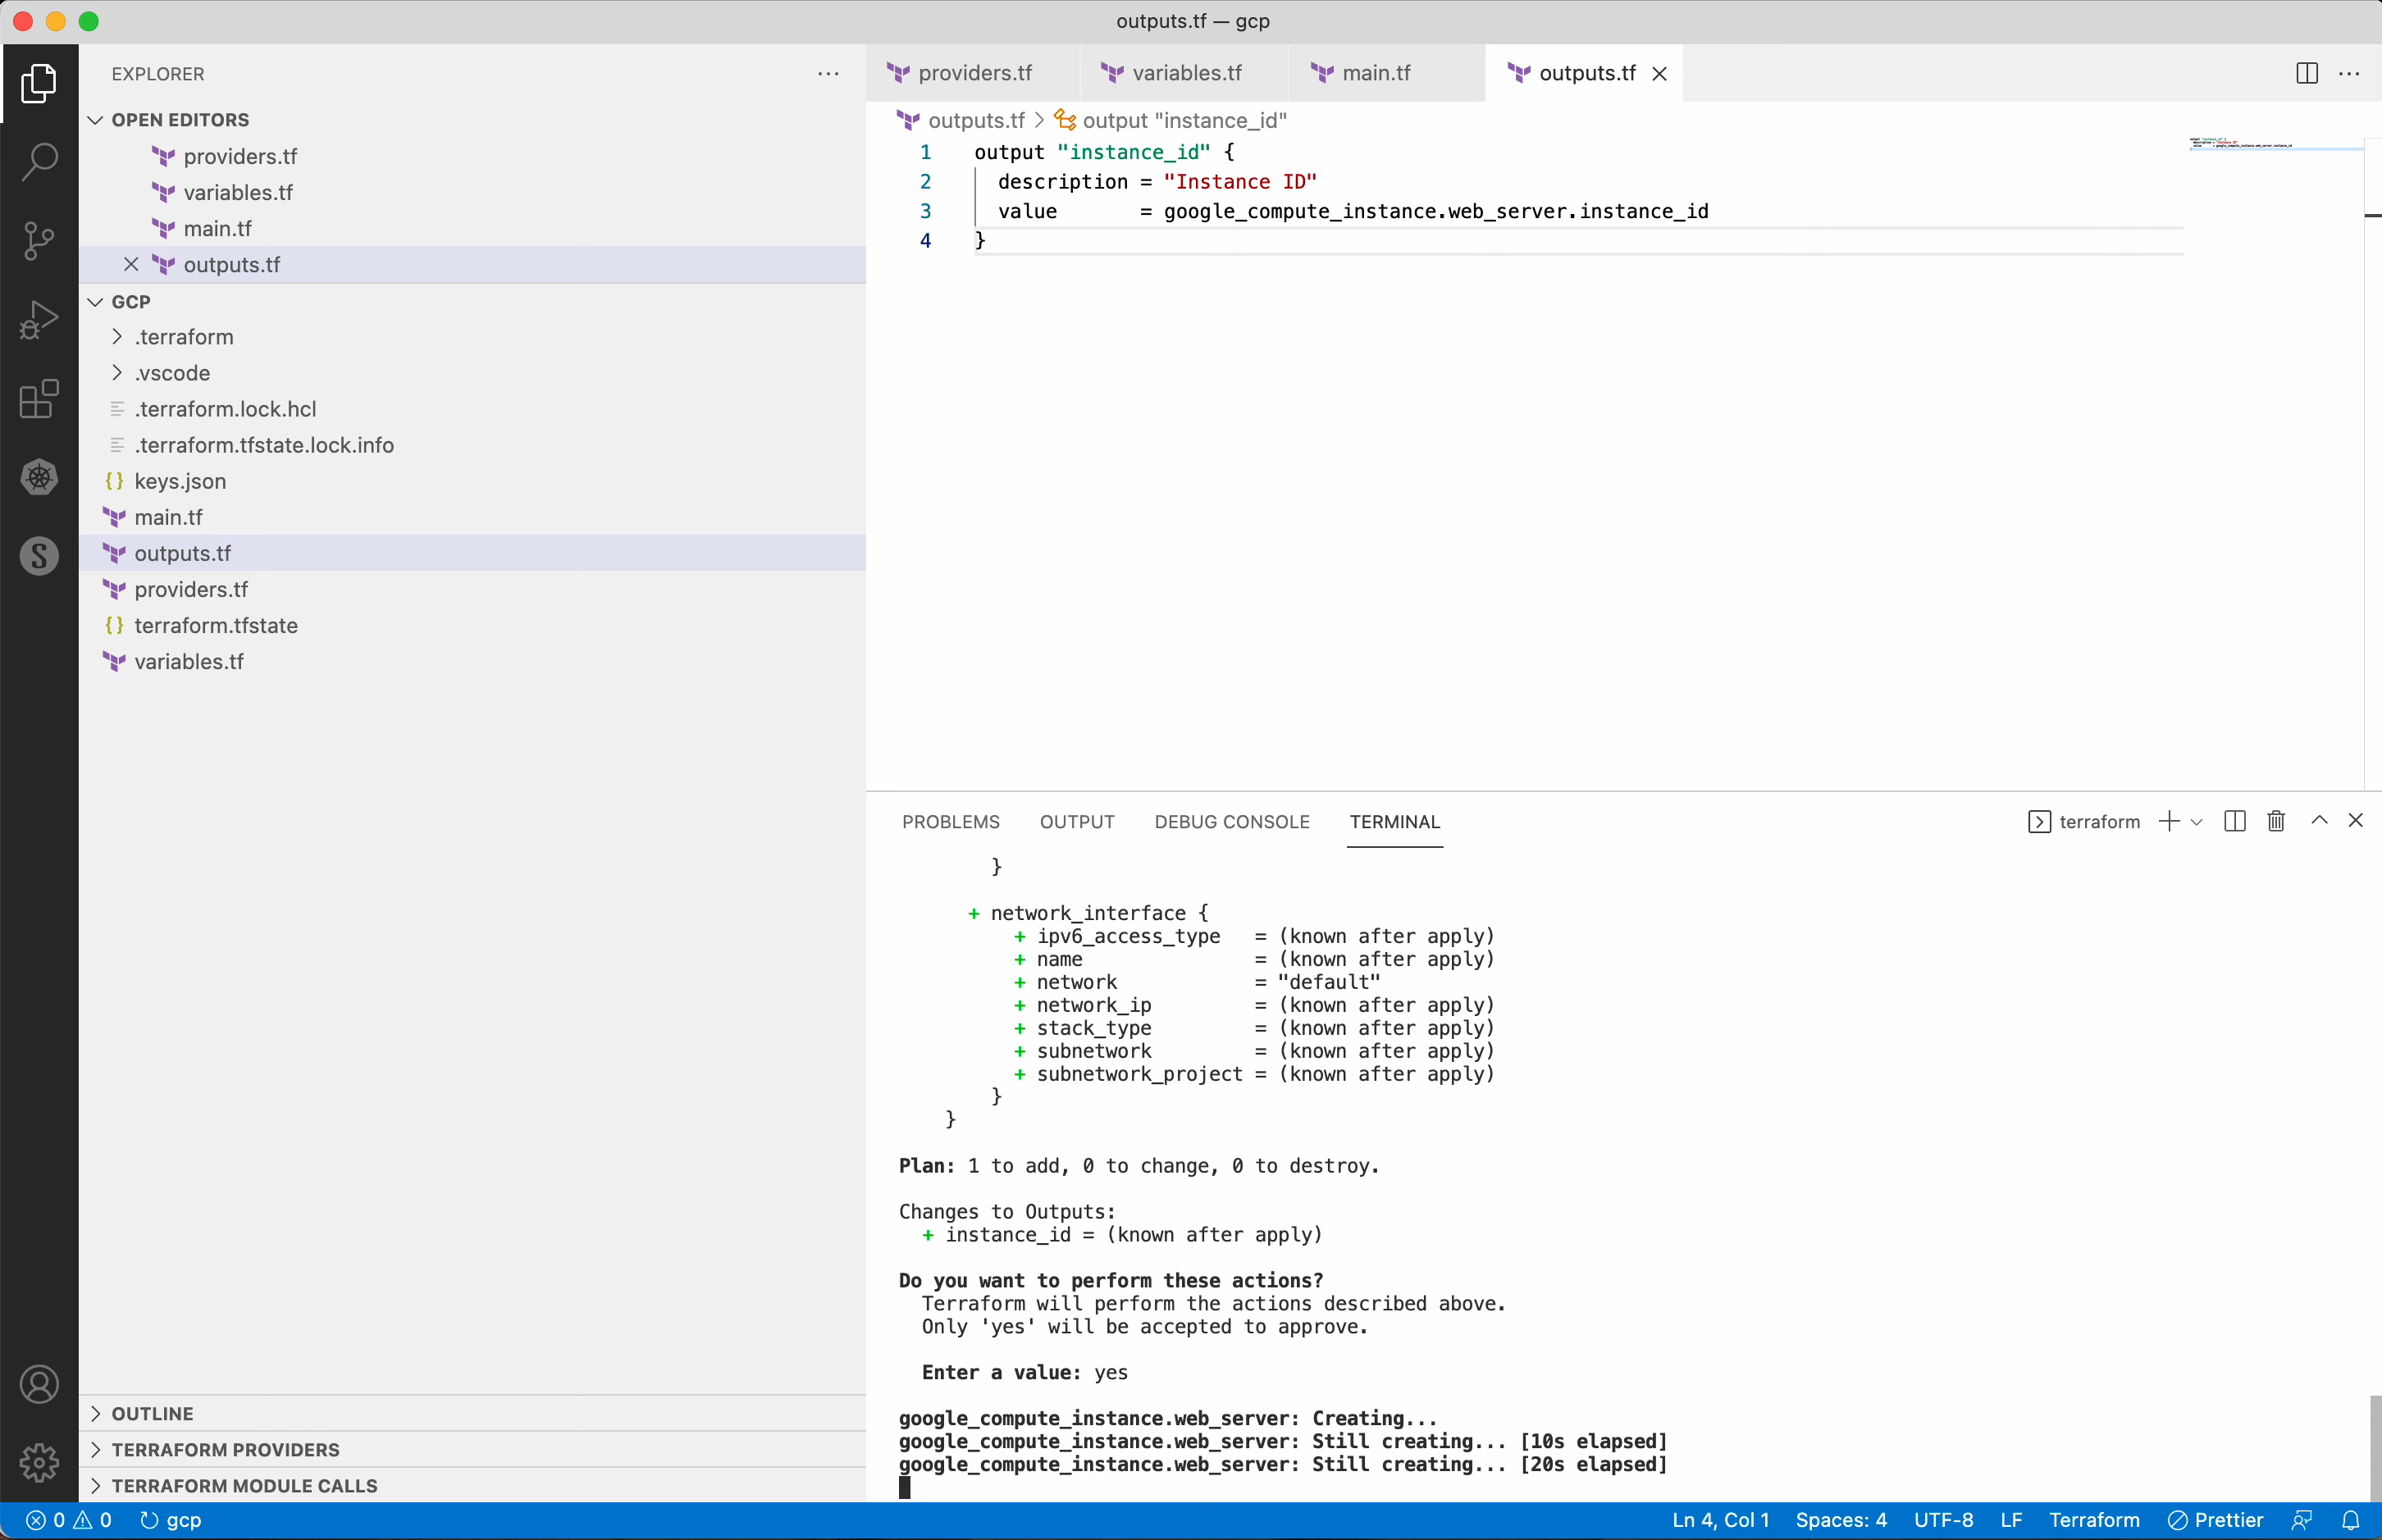 outputs.tf — gcp
EXPLORER
OPEN EDITORS
providers.tf
variables.tf
main.tf
outputs.tf
GCP
.terraform
.vscode
.terraform.lock.hcl
.terraform.tfstate.lock.info
keys.json
main.tf
outputs.tf
providers.tf
terraform.tfstate
variables.tf
OUTLINE
TERRAFORM PROVIDERS
TERRAFORM MODULE CALLS
providers.tf variables.tf main.tf outputs.tf
outputs.tf > output "instance_id"
1 output "instance_id" {
2 description = "Instance ID"
3 value = google_compute_instance.web_server.instance_id
4 }
PROBLEMS OUTPUT DEBUG CONSOLE TERMINAL terraform
}
+ network_interface {
+ ipv6_access_type = (known after apply)
+ name = (known after apply)
+ network = "default"
+ network_ip = (known after apply)
+ stack_type = (known after apply)
+ subnetwork = (known after apply)
+ subnetwork_project = (known after apply)
}
}
Plan: 1 to add, 0 to change, 0 to destroy.
Changes to Outputs:
+ instance_id = (known after apply)
Do you want to perform these actions?
Terraform will perform the actions described above.
Only 'yes' will be accepted to approve.
Enter a value: yes
google_compute_instance.web_server: Creating...
google_compute_instance.web_server: Still creating... [10s elapsed]
google_compute_instance.web_server: Still creating... [20s elapsed]
0 0 gcp Ln 4, Col 1 Spaces: 4 UTF-8 LF Terraform Prettier